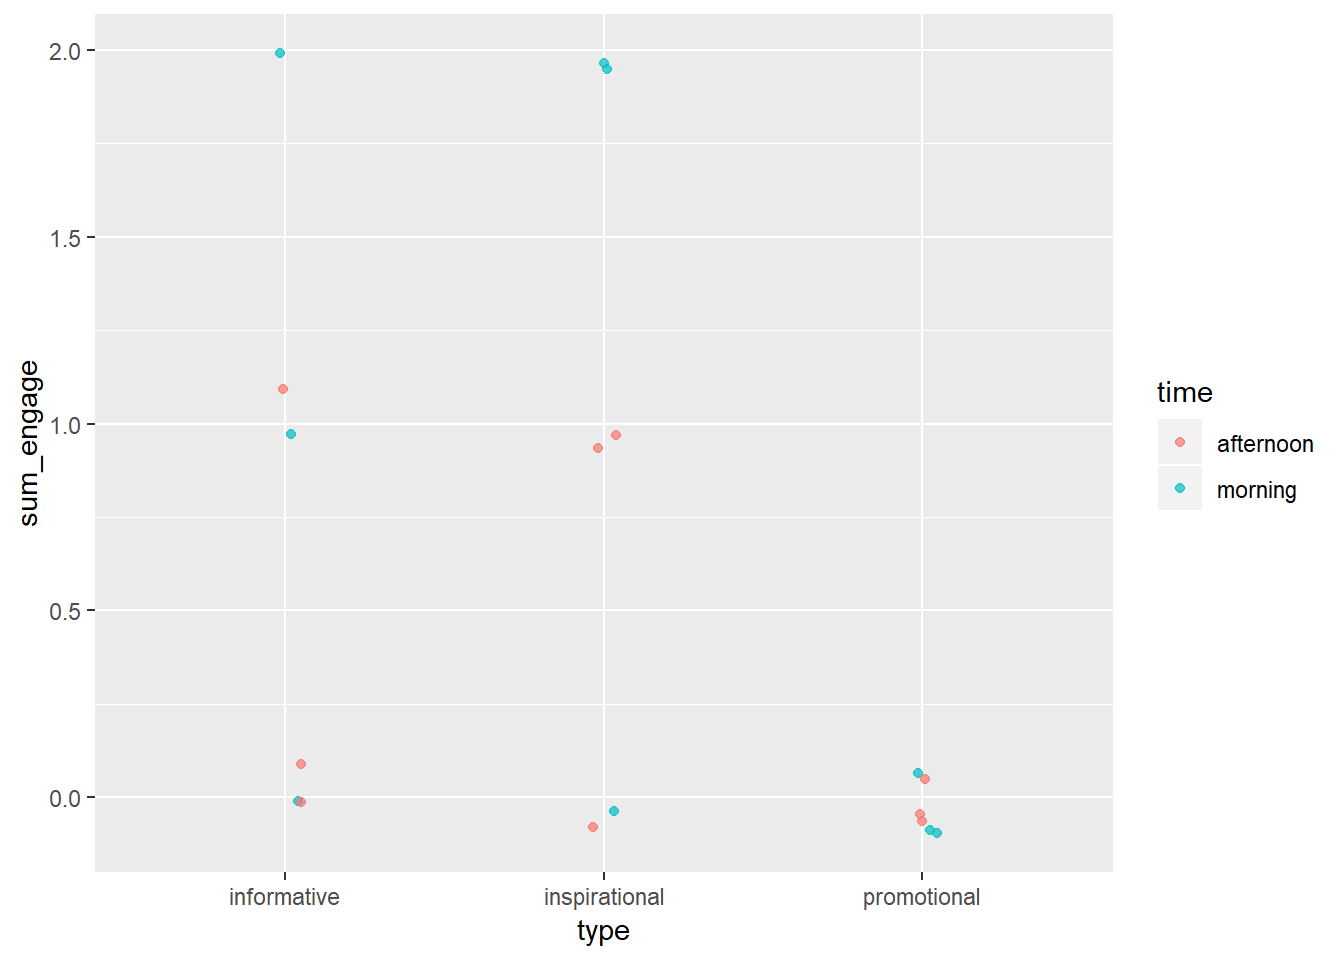 2.0
1.5
1.0
0.5
0.0
sum_engage
informative
inspirational
promotional
type
time
afternoon
morning